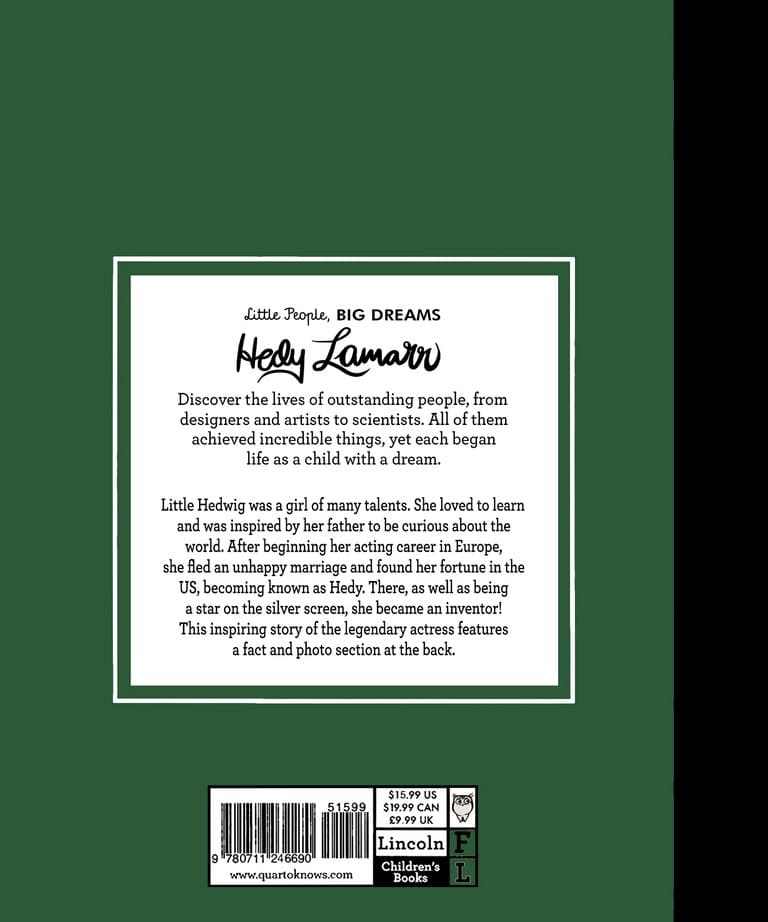 Little People, BIG DREAMS
Hedy Lamarr
Discover the lives of outstanding people, from
designers and artists to scientists. All of them
achieved incredible things, yet each began
life as a child with a dream.
Little Hedwig was a girl of many talents. She loved to learn
and was inspired by her father to be curious about the
world. After beginning her acting career in Europe,
she fled an unhappy marriage and found her fortune in the
US, becoming known as Hedy. There, as well as being
a star on the silver screen, she became an inventor!
This inspiring story of the legendary actress features
a fact and photo section at the back.
51599
9 780711 246690
www.quartoknows.com
$15.99 US
$19.99 CAN
£9.99 UK
Lincoln
Children's
Books
F
L